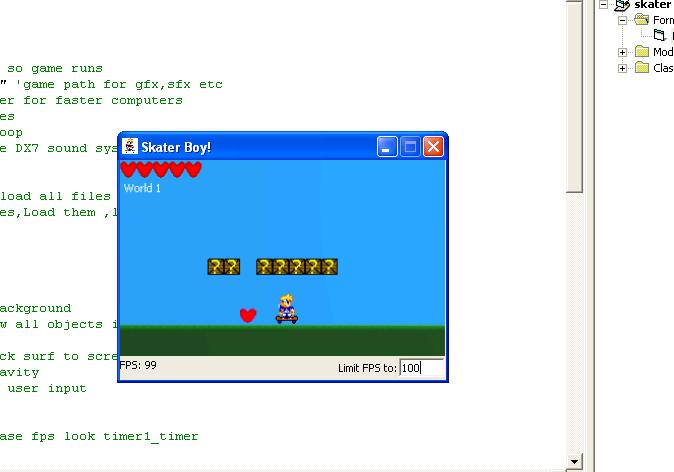 skater
so game runs
Forr
" 'game path for gfx,sfx etc
er for faster computers
Mod
es
Clas
oop
e DX7 sound sys
Skater Boy!
World 1
load all files
es,Load them ,l
? ? ? ? ? ? ?
ackground
w all objects i
ck surf to scre
avity
user input
FPS: 99
Limit FPS to: 100
ase fps look timer1_timer